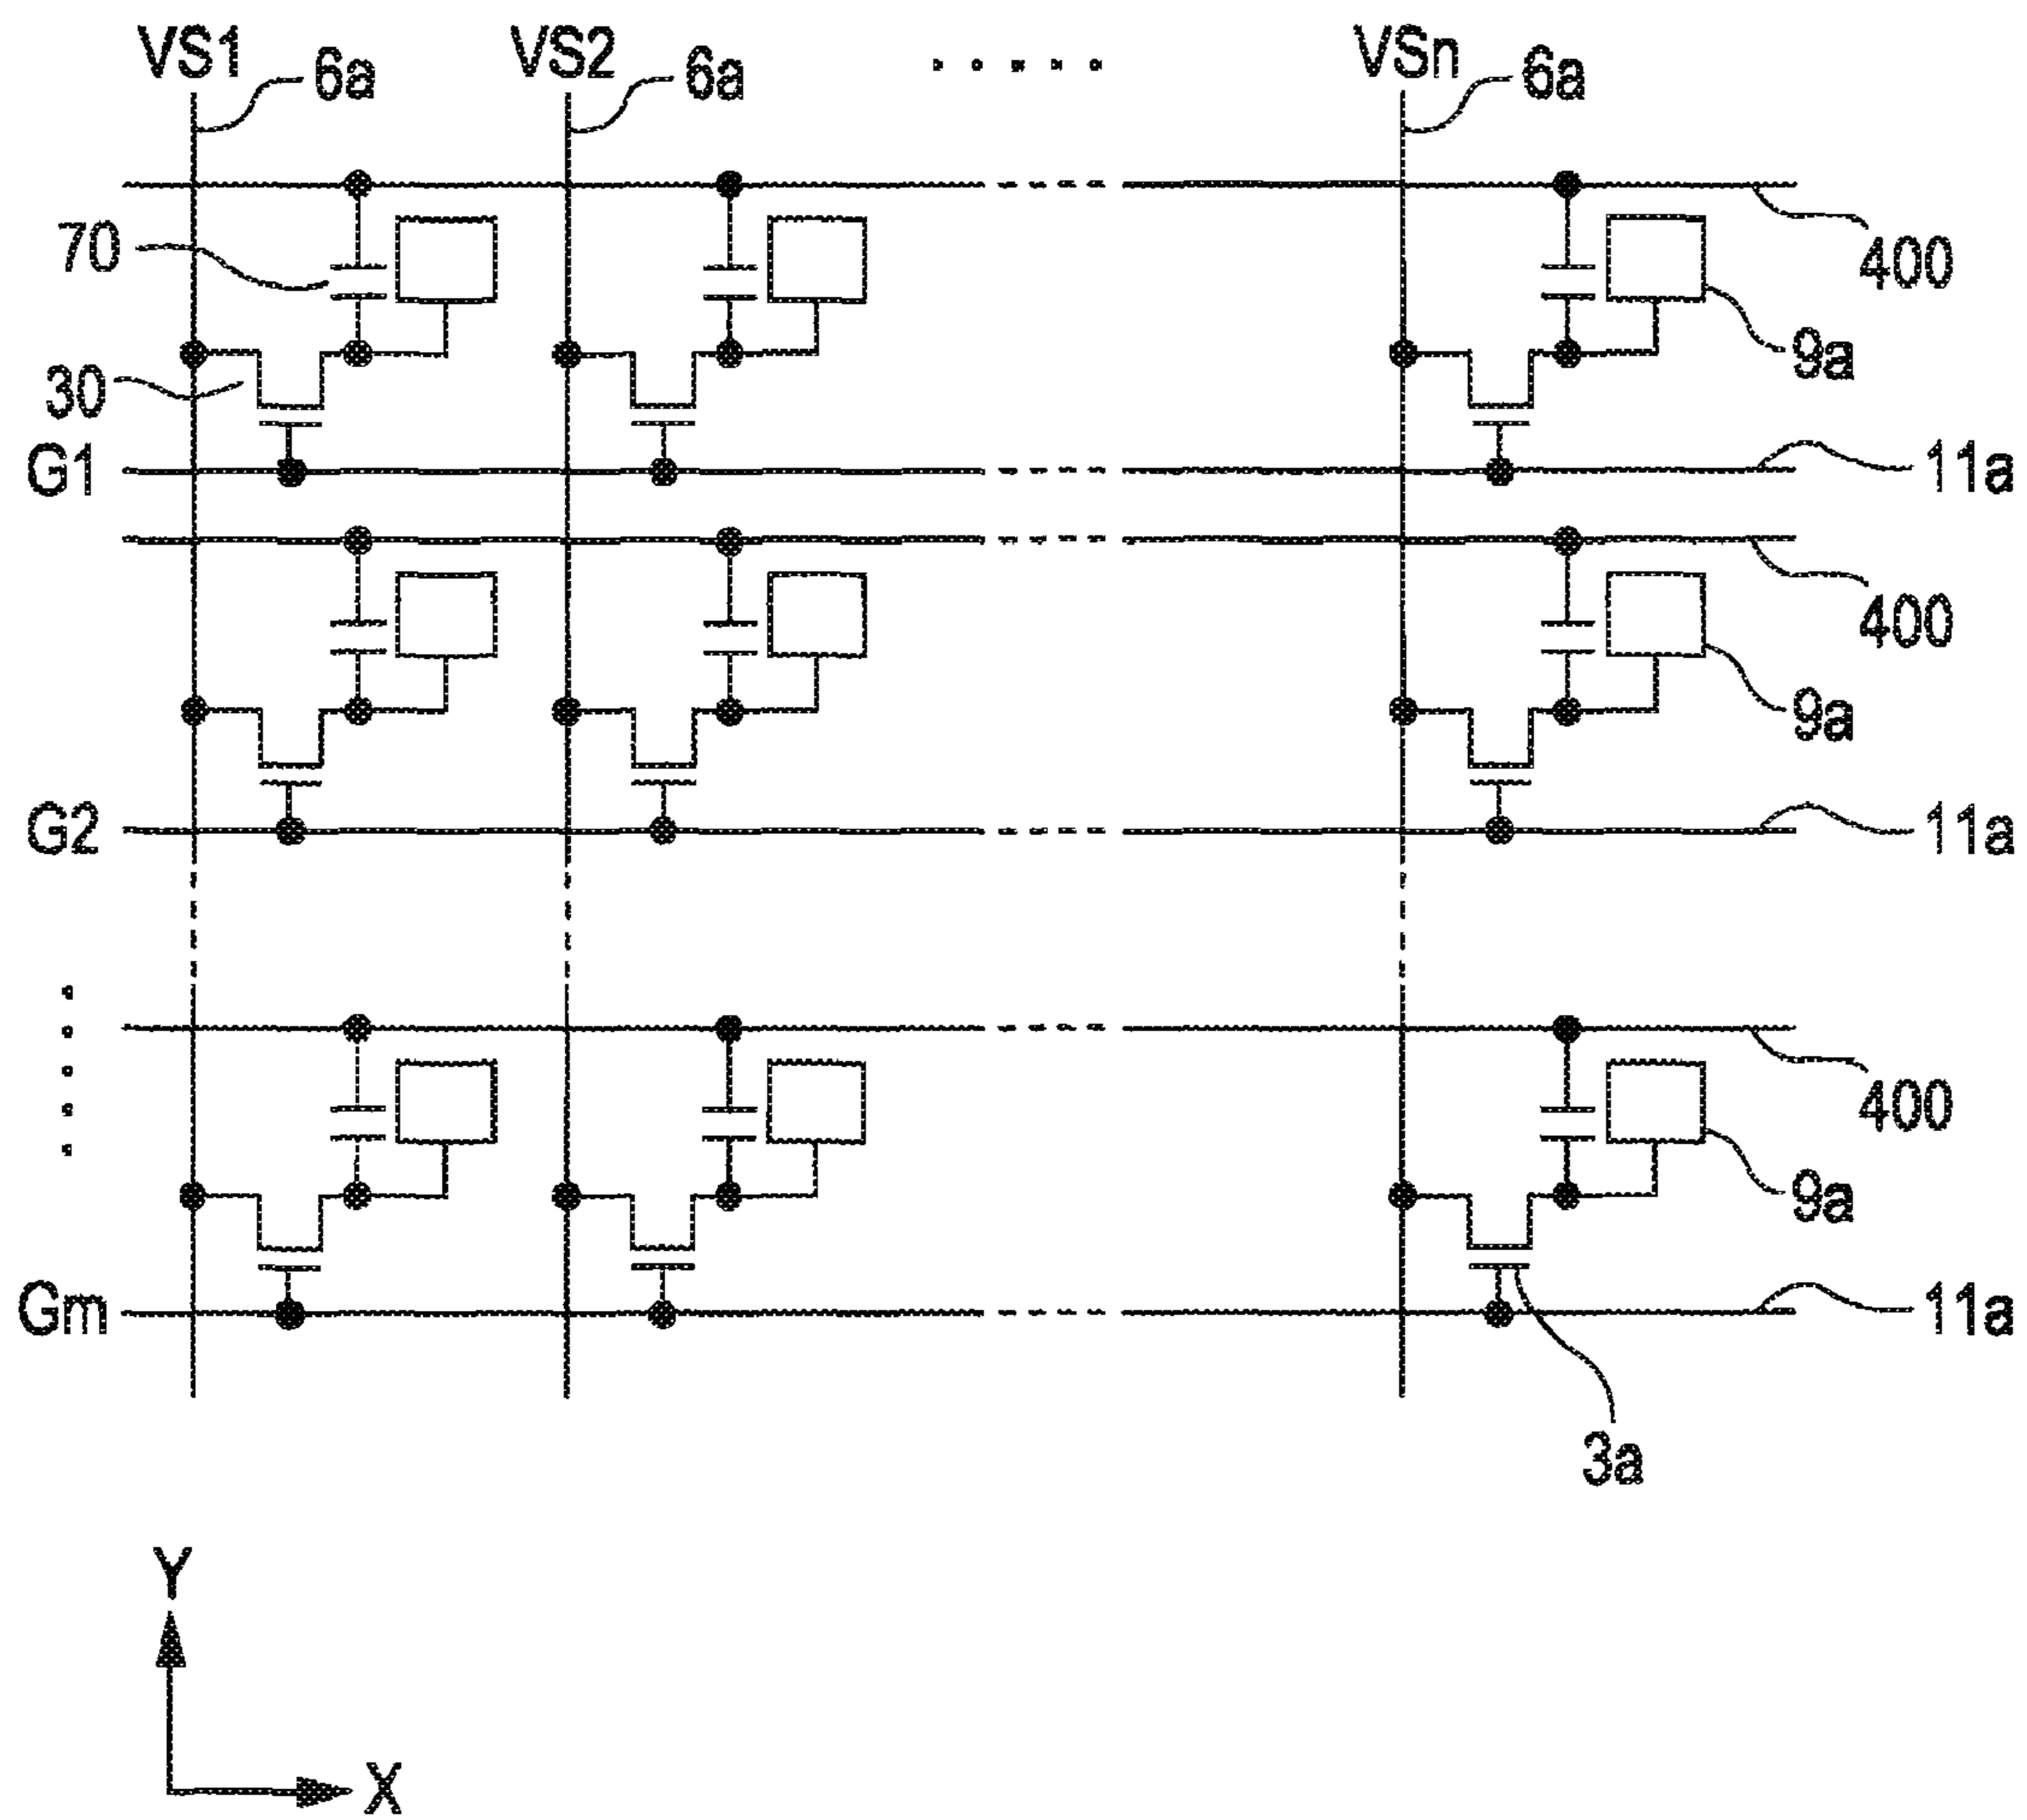 VS1 6a VS2 6a ..... VSn 6a
70 400
30 9a
G1 11a
400
9a
G2 11a
400
9a
Gm 11a
3a
Y
X